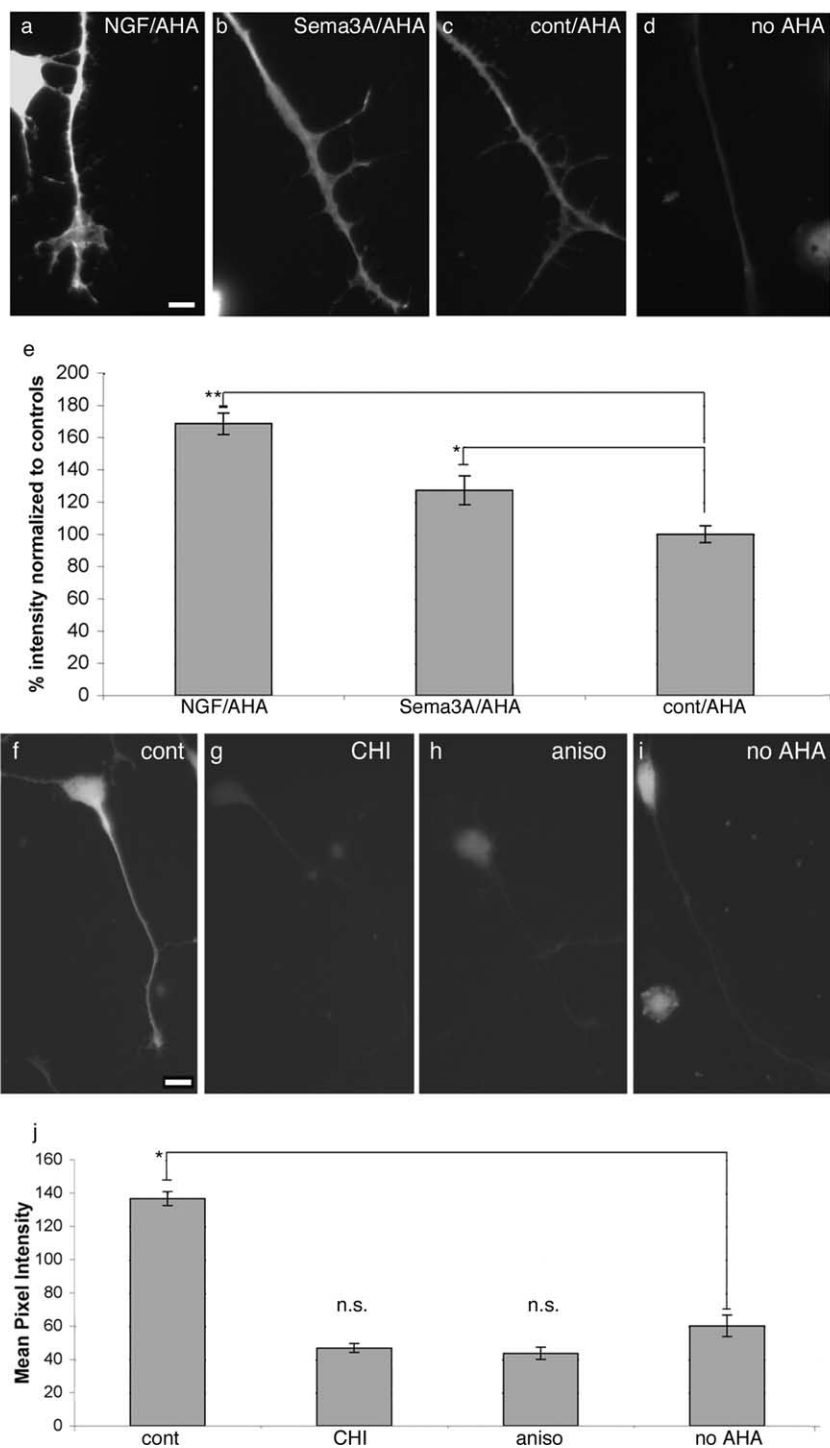 a NGF/AHA b Sema3A/AHA c cont/AHA d no AHA
e
% intensity normalized to controls
200
180
160
140
120
100
80
60
40
20
0
**
*
NGF/AHA Sema3A/AHA cont/AHA
f cont g CHI h aniso i no AHA
j
Mean Pixel Intensity
160
140
120
100
80
60
40
20
0
*
n.s. n.s.
cont CHI aniso no AHA